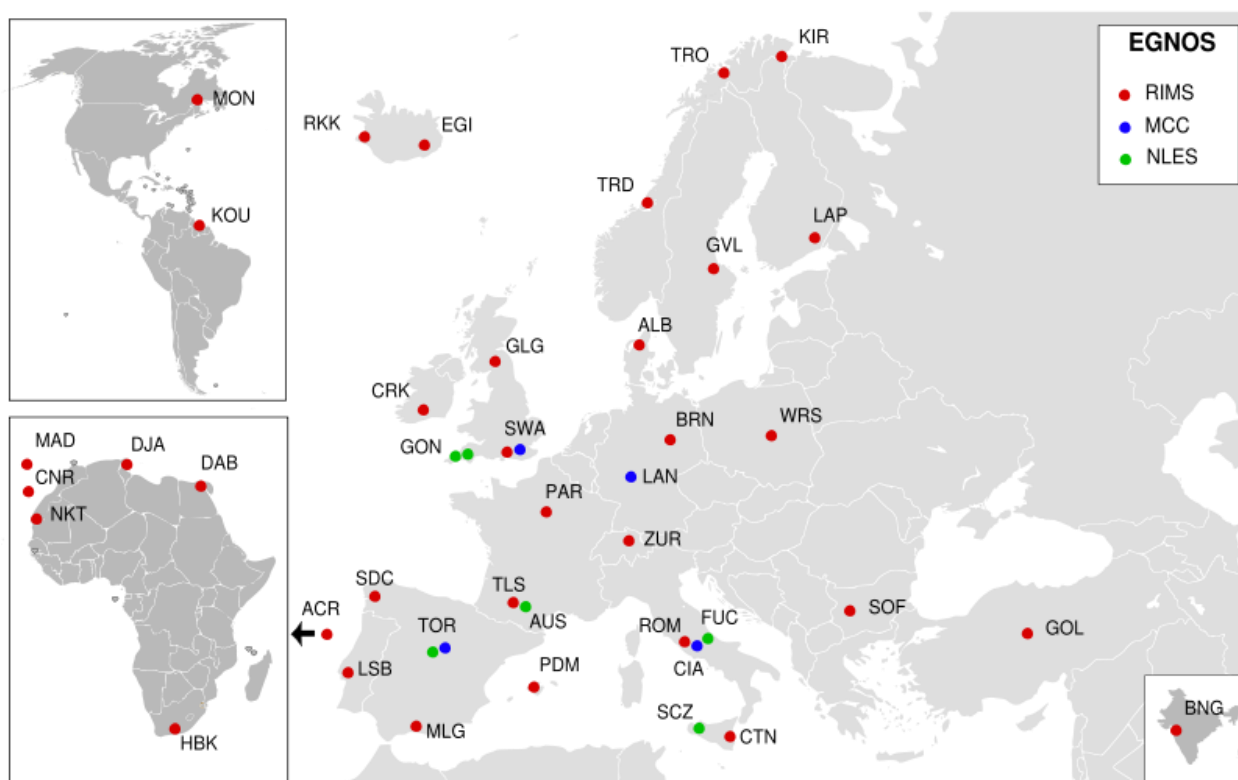 EGNOS
RIMS
MCC
NLES
MON
KOU
MAD
DJA
CNR
DAB
NKT
HBK
KIR
TRO
RKK
EGI
TRD
LAP
GVL
ALB
GLG
CRK
BRN
WRS
GON
SWA
LAN
PAR
ZUR
SDC
TLS
ACR
AUS
TOR
ROM
FUC
SOF
GOL
LSB
PDM
CIA
SCZ
MLG
CTN
BNG